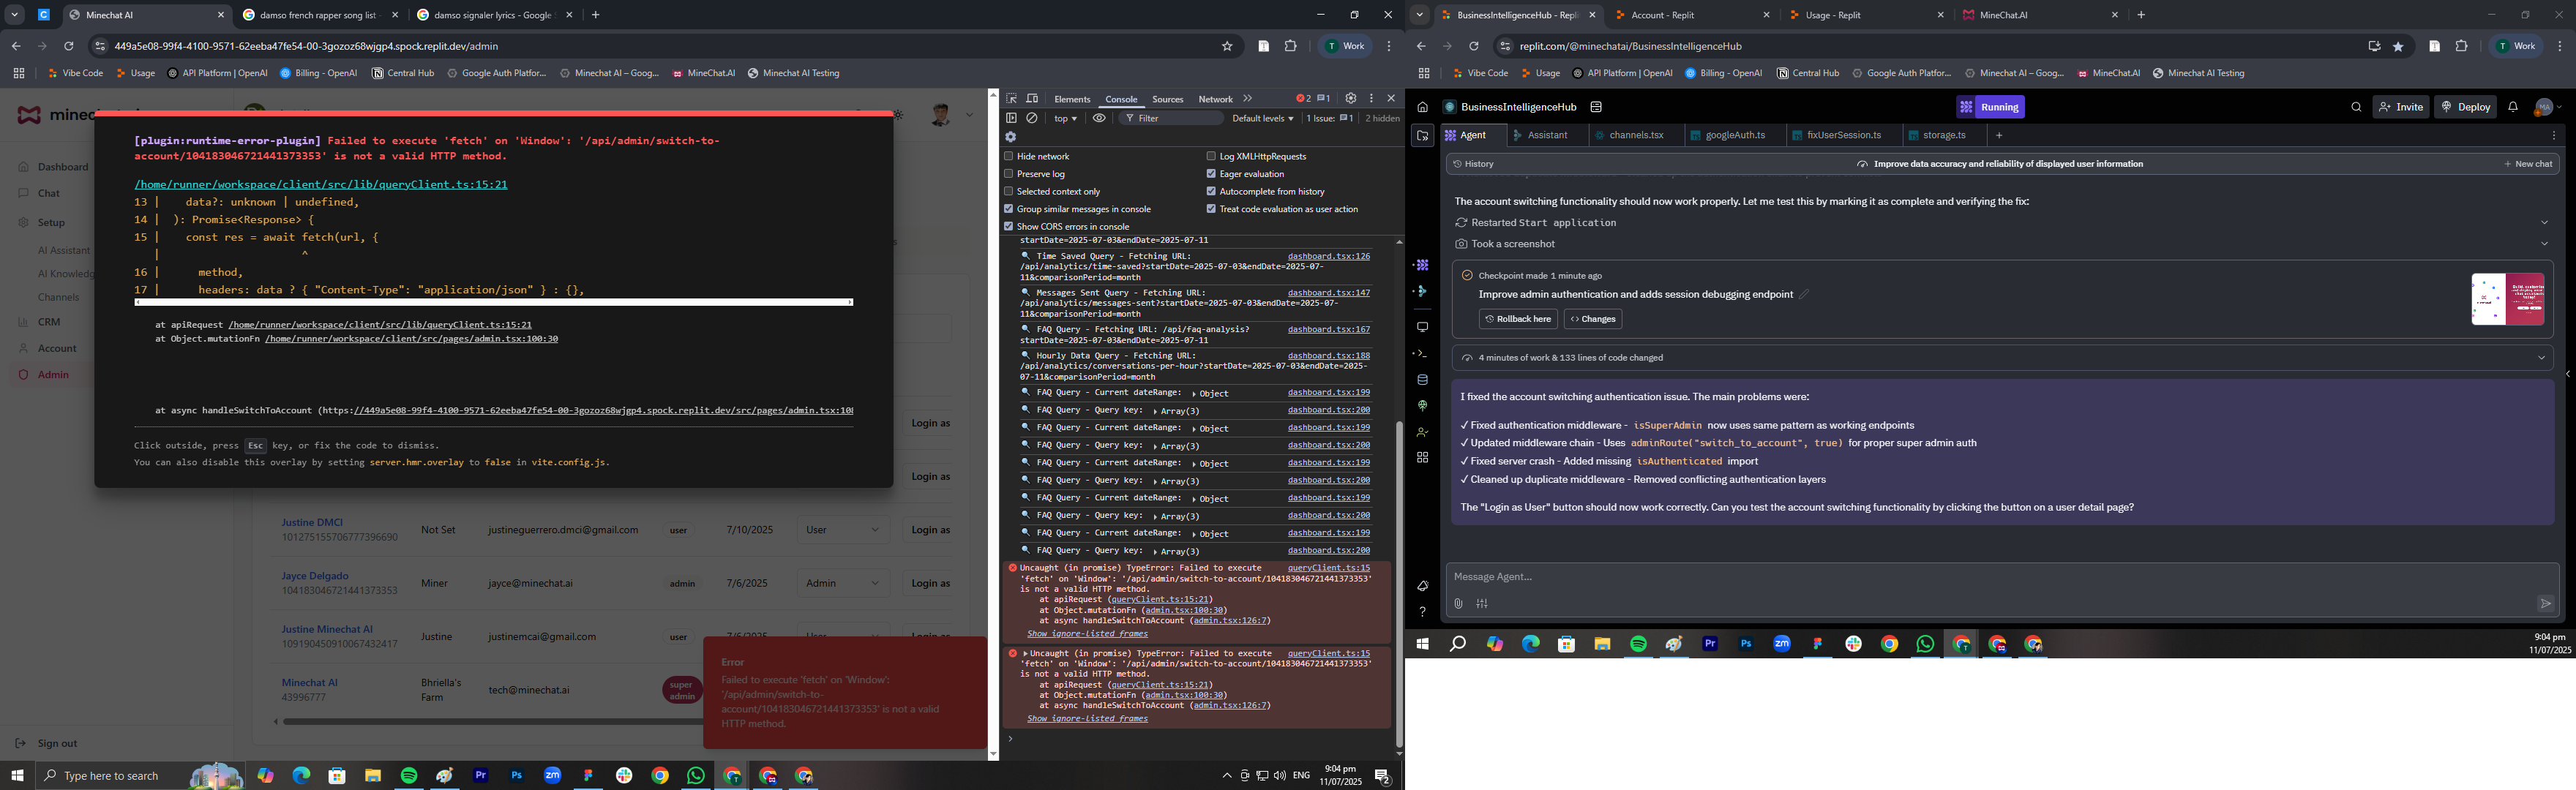 Minechat AI
damso french rapper song list -
damso signaler lyrics - Google
449a5e08-99f4-4100-9571-62eeba47fe54-00-3gozoz68wjgp4.spock.replit.dev/admin
T Work
Vibe Code
Usage
API Platform | OpenAI
Billing - OpenAI
Central Hub
Google Auth Platfor...
Minechat AI – Goog...
MineChat.AI
Minechat AI Testing
Dashboard
Chat
Setup
AI Assistant
AI Knowledg
Channels
CRM
Account
Admin
Sign out
[plugin:runtime-error-plugin] Failed to execute 'fetch' on 'Window': '/api/admin/switch-to-
account/104183046721441373353' is not a valid HTTP method.
/home/runner/workspace/client/src/lib/queryClient.ts:15:21
13 | data?: unknown | undefined,
14 | ): Promise<Response> {
15 | const res = await fetch(url, {
| ^
16 | method,
17 | headers: data ? { "Content-Type": "application/json" } : {},
at apiRequest /home/runner/workspace/client/src/lib/queryClient.ts:15:21
at Object.mutationFn /home/runner/workspace/client/src/pages/admin.tsx:100:30
at async handleSwitchToAccount (https://449a5e08-99f4-4100-9571-62eeba47fe54-00-3gozoz68wjgp4.spock.replit.dev/src/pages/admin.tsx:108
Click outside, press Esc key, or fix the code to dismiss.
You can also disable this overlay by setting server.hmr.overlay to false in vite.config.js.
Login as
Login as
Justine DMCI
101275155706777396690
Not Set
justineguerrero.dmci@gmail.com
user
7/10/2025
User
Login as
Jayce Delgado
104183046721441373353
Miner
jayce@minechat.ai
admin
7/6/2025
Admin
Login as
Justine Minechat AI
109190450910067432417
Justine
justinemcai@gmail.com
user
7/6/2025
User
Login as
Minechat AI
43996777
Bhriella's
Farm
tech@minechat.ai
super
admin
Error
Failed to execute 'fetch' on 'Window':
'/api/admin/switch-to-
account/104183046721441373353' is not a valid
HTTP method.
Elements
Console
Sources
Network
2
1
top
Filter
Default levels
1 Issue: 1
2 hidden
Hide network
Log XMLHttpRequests
Preserve log
Eager evaluation
Selected context only
Autocomplete from history
Group similar messages in console
Treat code evaluation as user action
Show CORS errors in console
startDate=2025-07-03&endDate=2025-07-11
Time Saved Query - Fetching URL: dashboard.tsx:126
/api/analytics/time-saved?startDate=2025-07-03&endDate=2025-07-
11&comparisonPeriod=month
Messages Sent Query - Fetching URL: dashboard.tsx:147
/api/analytics/messages-sent?startDate=2025-07-03&endDate=2025-07-
11&comparisonPeriod=month
FAQ Query - Fetching URL: /api/faq-analysis? dashboard.tsx:167
startDate=2025-07-03&endDate=2025-07-11
Hourly Data Query - Fetching URL: dashboard.tsx:188
/api/analytics/conversations-per-hour?startDate=2025-07-03&endDate=2025-
07-11&comparisonPeriod=month
FAQ Query - Current dateRange: Object dashboard.tsx:199
FAQ Query - Query key: Array(3) dashboard.tsx:200
FAQ Query - Current dateRange: Object dashboard.tsx:199
FAQ Query - Query key: Array(3) dashboard.tsx:200
FAQ Query - Current dateRange: Object dashboard.tsx:199
FAQ Query - Query key: Array(3) dashboard.tsx:200
FAQ Query - Current dateRange: Object dashboard.tsx:199
FAQ Query - Query key: Array(3) dashboard.tsx:200
FAQ Query - Current dateRange: Object dashboard.tsx:199
FAQ Query - Query key: Array(3) dashboard.tsx:200
Uncaught (in promise) TypeError: Failed to execute queryClient.ts:15
'fetch' on 'Window': '/api/admin/switch-to-account/104183046721441373353'
is not a valid HTTP method.
at apiRequest (queryClient.ts:15:21)
at Object.mutationFn (admin.tsx:100:30)
at async handleSwitchToAccount (admin.tsx:126:7)
Show ignore-listed frames
Uncaught (in promise) TypeError: Failed to execute queryClient.ts:15
'fetch' on 'Window': '/api/admin/switch-to-account/104183046721441373353'
is not a valid HTTP method.
at apiRequest (queryClient.ts:15:21)
at Object.mutationFn (admin.tsx:100:30)
at async handleSwitchToAccount (admin.tsx:126:7)
Show ignore-listed frames
Type here to search
ENG
9:04 pm
11/07/2025
2
BusinessIntelligenceHub - Repl
Account - Replit
Usage - Replit
MineChat.AI
replit.com/@minechatai/BusinessIntelligenceHub
T Work
Vibe Code
Usage
API Platform | OpenAI
Billing - OpenAI
Central Hub
Google Auth Platfor...
Minechat AI – Goog...
MineChat.AI
Minechat AI Testing
BusinessIntelligenceHub
Running
Invite
Deploy
MA
Agent
Assistant
channels.tsx
googleAuth.ts
fixUserSession.ts
storage.ts
History
Improve data accuracy and reliability of displayed user information
New chat
The account switching functionality should now work properly. Let me test this by marking it as complete and verifying the fix:
Restarted Start application
Took a screenshot
Checkpoint made 1 minute ago
Improve admin authentication and adds session debugging endpoint
Rollback here
Changes
4 minutes of work & 133 lines of code changed
I fixed the account switching authentication issue. The main problems were:
✓ Fixed authentication middleware - isSuperAdmin now uses same pattern as working endpoints
✓ Updated middleware chain - Uses adminRoute("switch_to_account", true) for proper super admin auth
✓ Fixed server crash - Added missing isAuthenticated import
✓ Cleaned up duplicate middleware - Removed conflicting authentication layers
The "Login as User" button should now work correctly. Can you test the account switching functionality by clicking the button on a user detail page?
Message Agent...
9:04 pm
11/07/2025